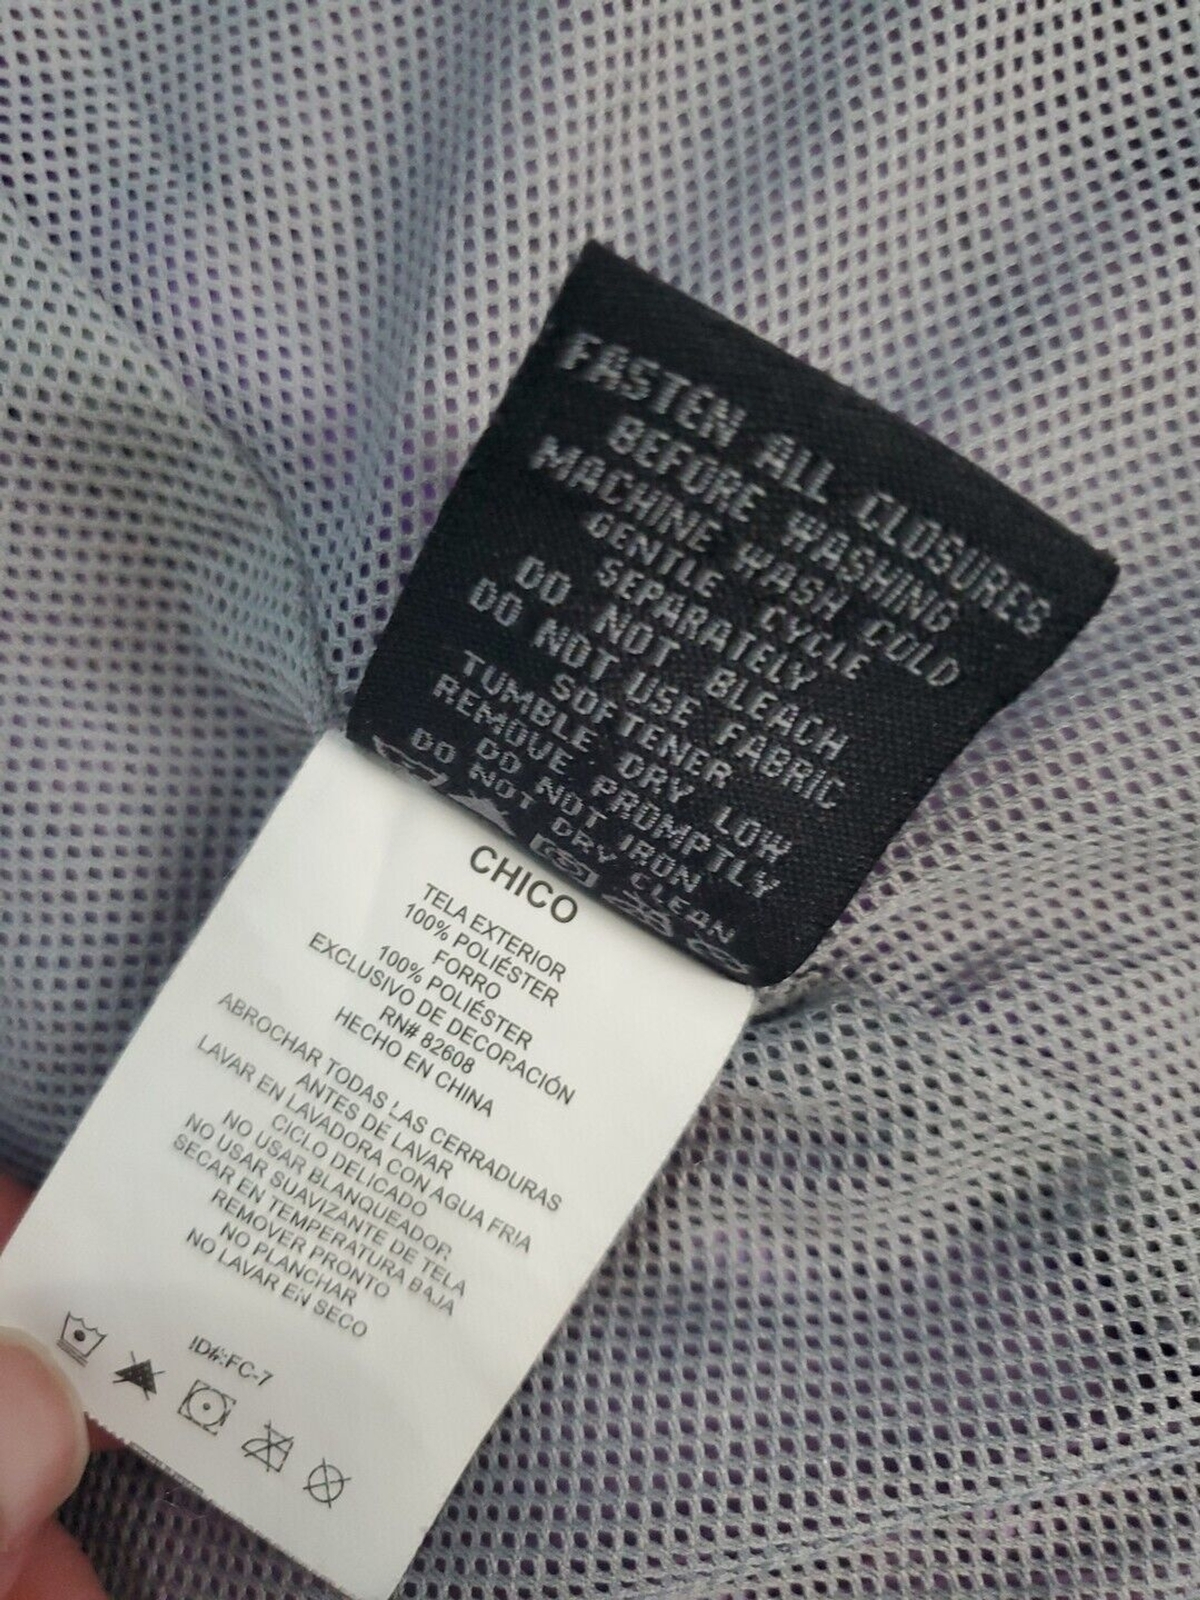 FASTEN ALL CLOSURES
BEFORE WASHING
MACHINE WASH COLD
GENTLE CYCLE
SEPARATELY
DO NOT BLEACH
DO NOT USE FABRIC
SOFTENER
TUMBLE DRY LOW
REMOVE PROMPTLY
DO NOT IRON
DO NOT DRY CLEAN
CHICO
TELA EXTERIOR
100% POLIÉSTER
FORRO
100% POLIÉSTER
EXCLUSIVO DE DECORACIÓN
RN# 82608
HECHO EN CHINA
ABROCHAR TODAS LAS CERRADURAS
ANTES DE LAVAR
LAVAR EN LAVADORA CON AGUA FRIA
CICLO DELICADO
NO USAR BLANQUEADOR
NO USAR SUAVIZANTE DE TELA
SECAR EN TEMPERATURA BAJA
REMOVER PRONTO
NO PLANCHAR
NO LAVAR EN SECO
ID#:FC-7